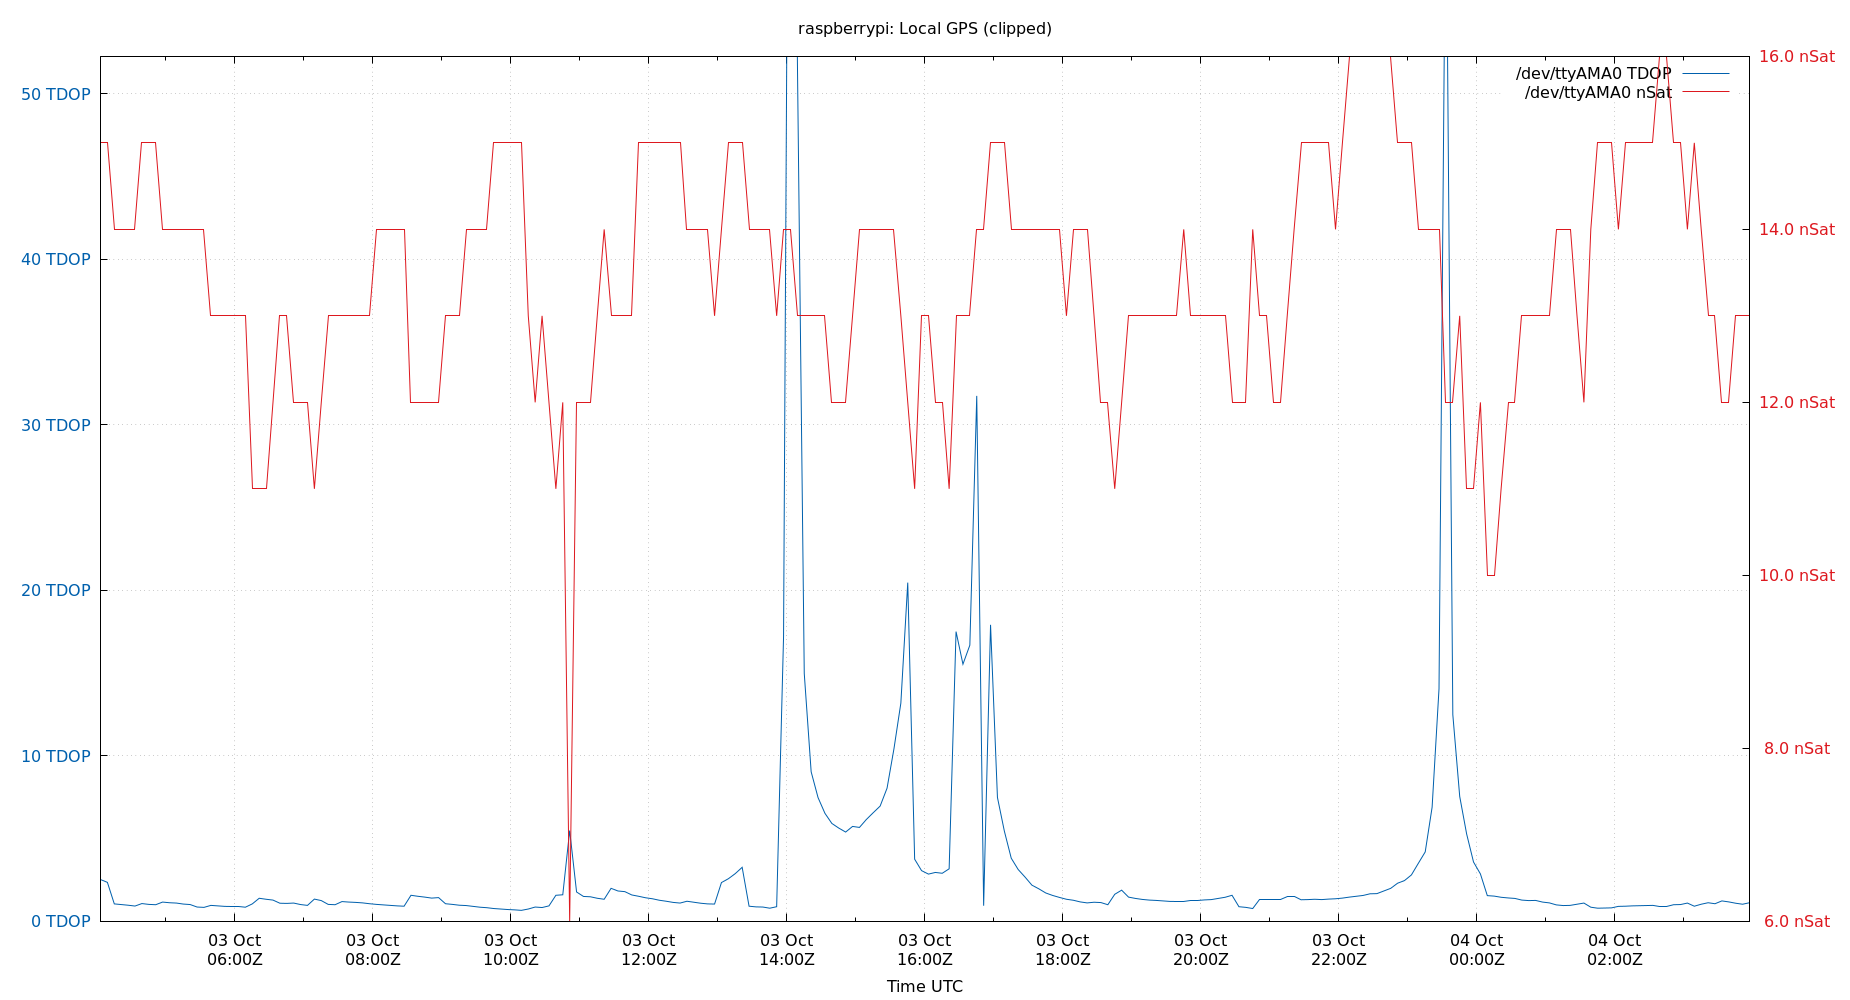 raspberrypi: Local GPS (clipped)
16.0 nSat
/dev/ttyAMA0 TDOP
/dev/ttyAMA0 nSat
50 TDOP
14.0 nSat
40 TDOP
12.0 nSat
30 TDOP
10.0 nSat
20 TDOP
8.0 nSat
10 TDOP
0 TDOP
6.0 nSat
03 Oct 03 Oct 03 Oct 03 Oct 03 Oct 03 Oct 03 Oct 03 Oct 03 Oct 04 Oct 04 Oct
06:00Z 08:00Z 10:00Z 12:00Z 14:00Z 16:00Z 18:00Z 20:00Z 22:00Z 00:00Z 02:00Z
Time UTC